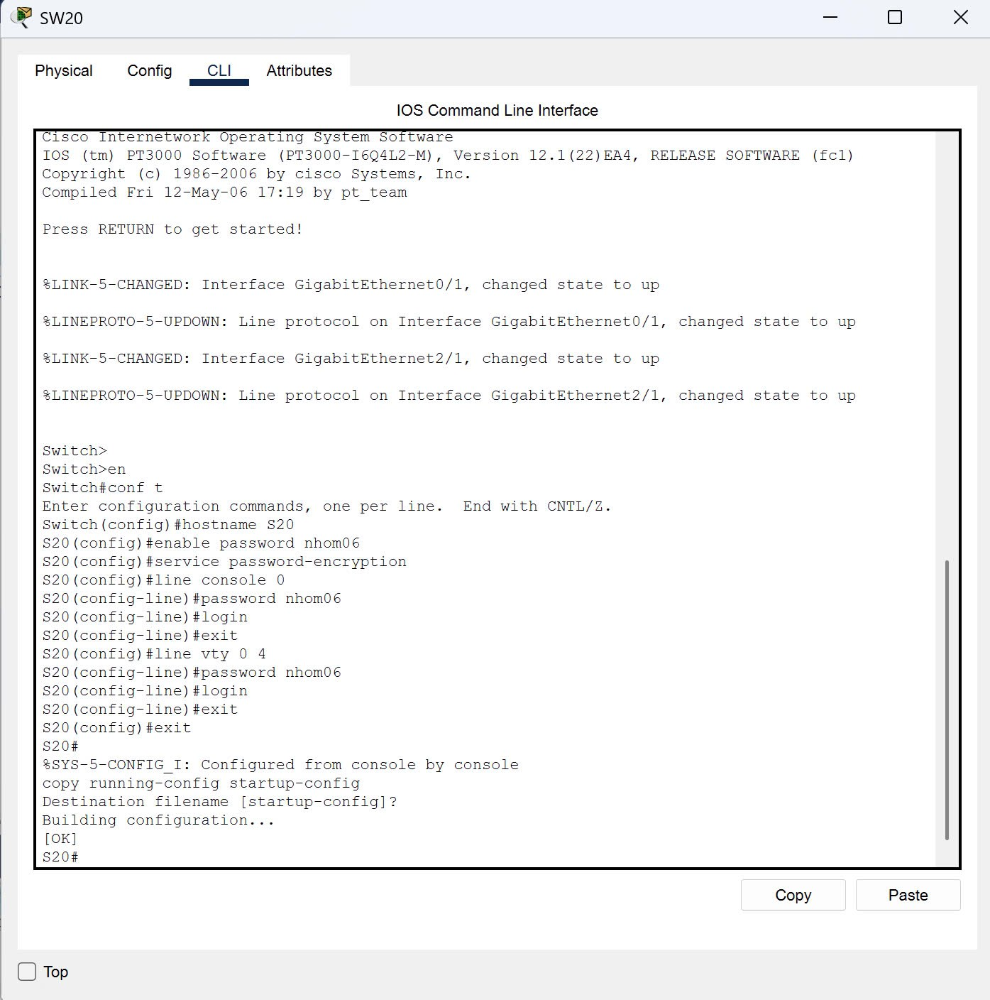 SW20
Physical Config CLI Attributes
IOS Command Line Interface
Cisco Internetwork Operating System Software
IOS (tm) PT3000 Software (PT3000-I6Q4L2-M), Version 12.1(22)EA4, RELEASE SOFTWARE (fc1)
Copyright (c) 1986-2006 by cisco Systems, Inc.
Compiled Fri 12-May-06 17:19 by pt_team
Press RETURN to get started!
%LINK-5-CHANGED: Interface GigabitEthernet0/1, changed state to up
%LINEPROTO-5-UPDOWN: Line protocol on Interface GigabitEthernet0/1, changed state to up
%LINK-5-CHANGED: Interface GigabitEthernet2/1, changed state to up
%LINEPROTO-5-UPDOWN: Line protocol on Interface GigabitEthernet2/1, changed state to up
Switch>
Switch>en
Switch#conf t
Enter configuration commands, one per line.  End with CNTL/Z.
Switch(config)#hostname S20
S20(config)#enable password nhom06
S20(config)#service password-encryption
S20(config)#line console 0
S20(config-line)#password nhom06
S20(config-line)#login
S20(config-line)#exit
S20(config)#line vty 0 4
S20(config-line)#password nhom06
S20(config-line)#login
S20(config-line)#exit
S20(config)#exit
S20#
%SYS-5-CONFIG_I: Configured from console by console
copy running-config startup-config
Destination filename [startup-config]?
Building configuration...
[OK]
S20#
Copy Paste
Top